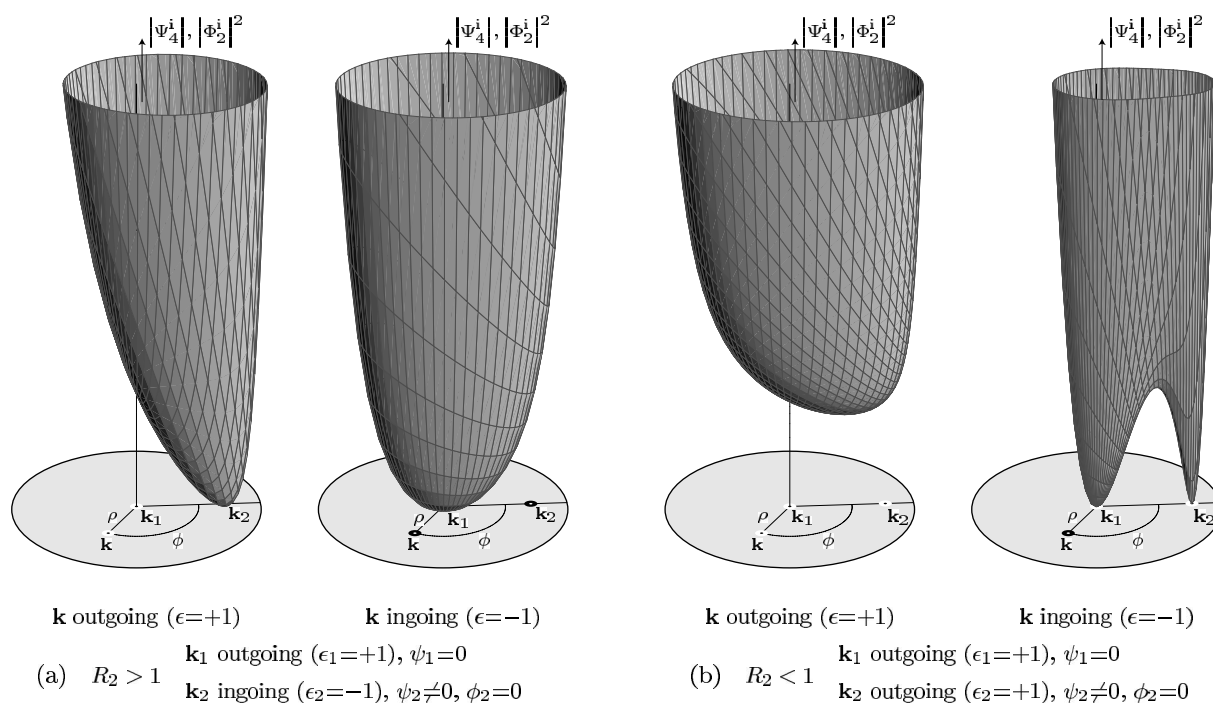 |Ψ₄ⁱ|, |Φ₂ⁱ|² |Ψ₄ⁱ|, |Φ₂ⁱ|² |Ψ₄ⁱ|, |Φ₂ⁱ|² |Ψ₄ⁱ|, |Φ₂ⁱ|²
ρ k₁ k₂ k ϕ
ρ k₁ k₂ k ϕ
ρ k₁ k₂ k ϕ
ρ k₁ k₂ k ϕ
k outgoing (ϵ=+1) k ingoing (ϵ=−1) k outgoing (ϵ=+1) k ingoing (ϵ=−1)
(a) R₂ > 1
k₁ outgoing (ϵ₁=+1), ψ₁=0
k₂ ingoing (ϵ₂=−1), ψ₂≠0, ϕ₂=0
(b) R₂ < 1
k₁ outgoing (ϵ₁=+1), ψ₁=0
k₂ outgoing (ϵ₂=+1), ψ₂≠0, ϕ₂=0